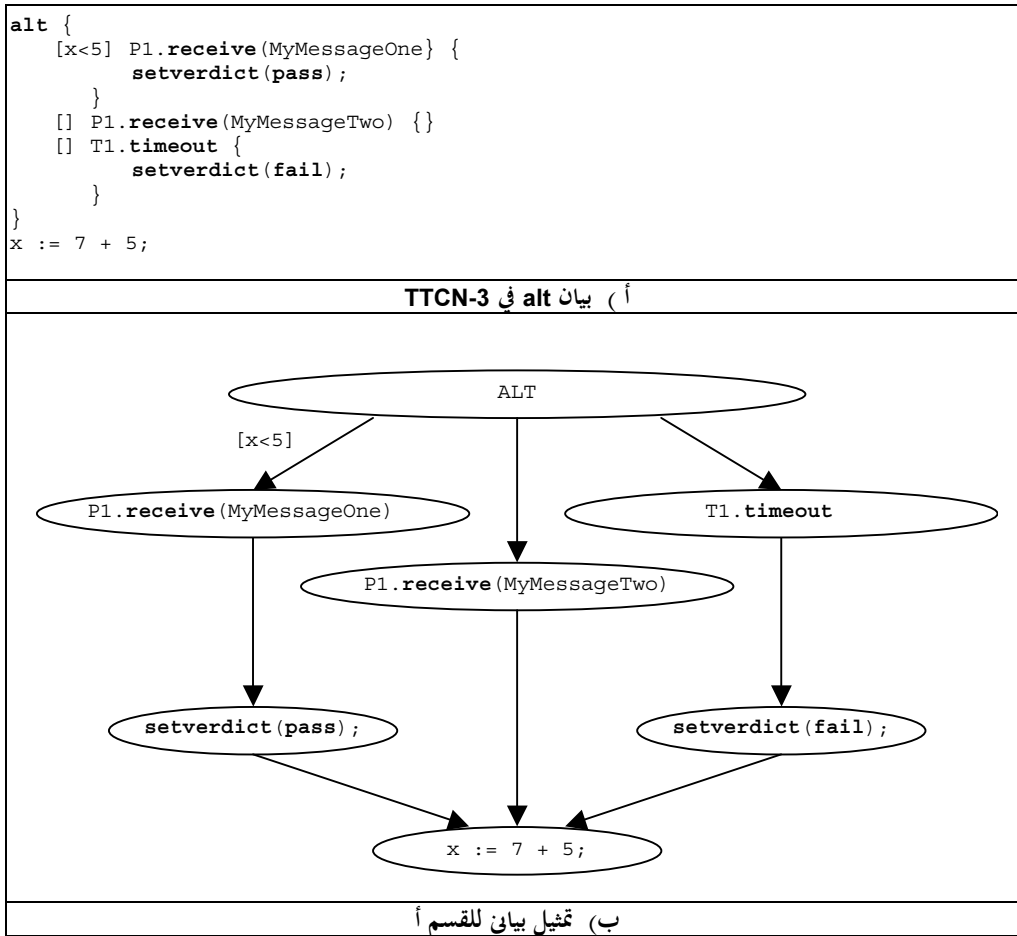 alt {
[x<5] P1.receive(MyMessageOne} {
setverdict(pass);
}
[] P1.receive(MyMessageTwo) {}
[] T1.timeout {
setverdict(fail);
}
}
x := 7 + 5;
أ ) بيان alt في TTCN-3
ALT
[x<5]
P1.receive(MyMessageOne)
T1.timeout
P1.receive(MyMessageTwo)
setverdict(pass);
setverdict(fail);
x := 7 + 5;
ب) تمثيل بياني للقسم أ